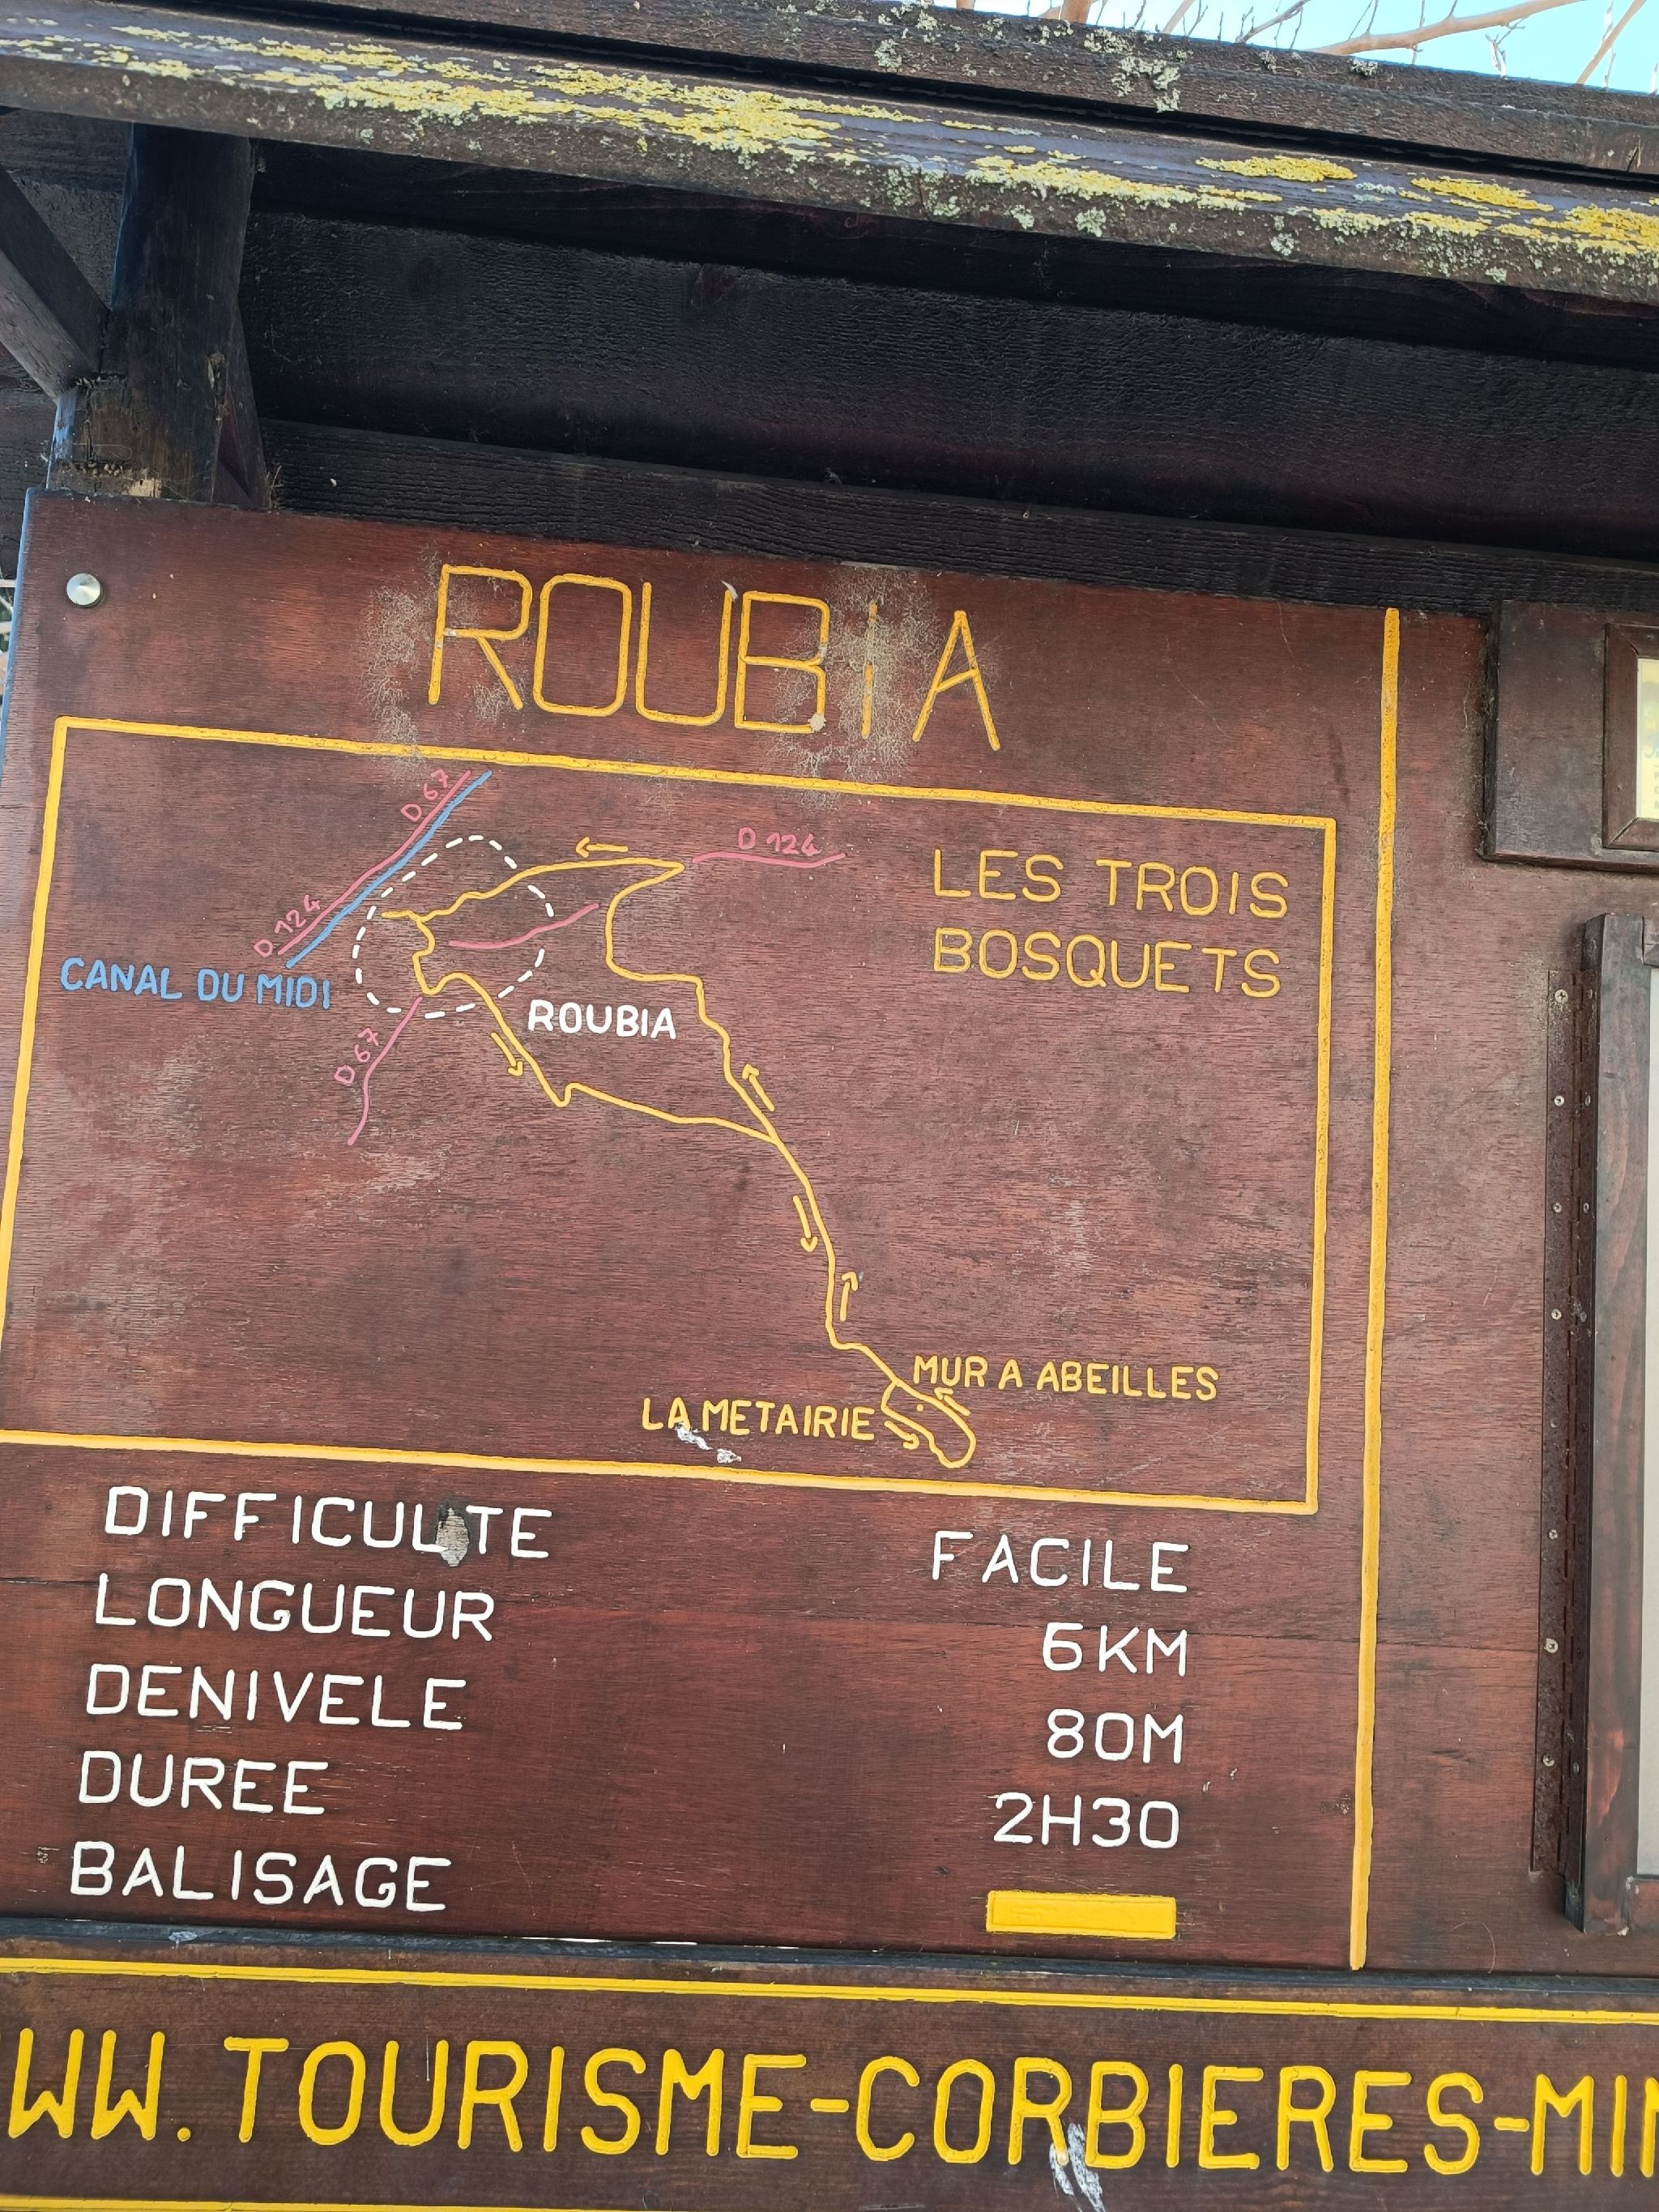 ROUBIA
D 67
D 124
D 124
LES TROIS
BOSQUETS
CANAL DU MIDI
ROUBIA
D 67
MUR A ABEILLES
LA METAIRIE
DIFFICULTE FACILE
LONGUEUR 6KM
DENIVELE 80M
DUREE 2H30
BALISAGE
WW.TOURISME-CORBIERES-MIN